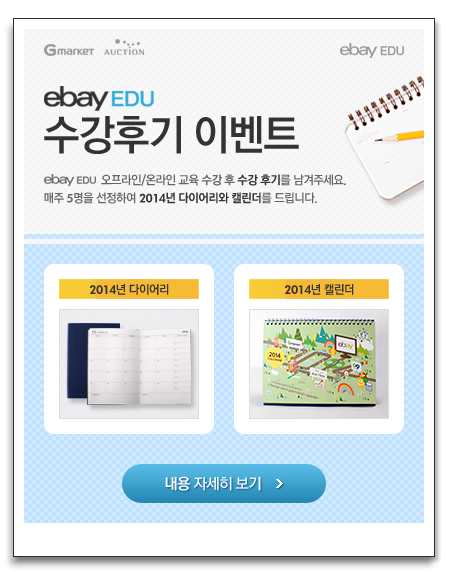 Gmarket AUCTION ebay EDU
ebay EDU
수강후기 이벤트
ebay EDU 오프라인/온라인 교육 수강 후 수강 후기를 남겨주세요.
매주 5명을 선정하여 2014년 다이어리와 캘린더를 드립니다.
2014년 다이어리
2014년 캘린더
ebay
2014
내용 자세히 보기 >